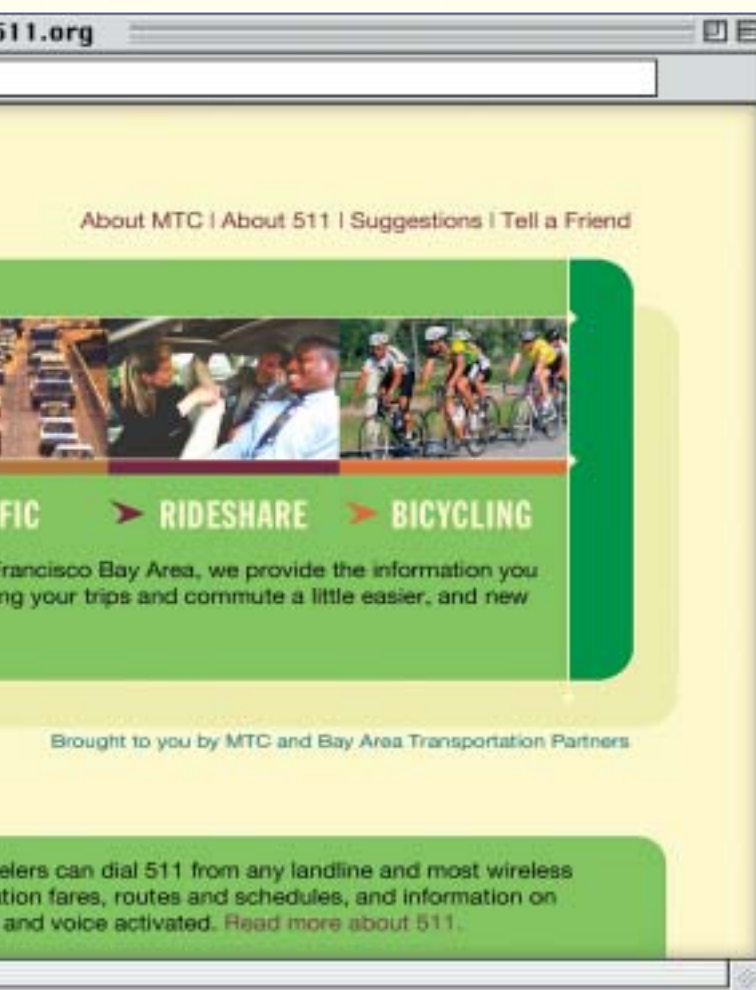 511.org
About MTC | About 511 | Suggestions | Tell a Friend
FIC
RIDESHARE
BICYCLING
Francisco Bay Area, we provide the information you
ng your trips and commute a little easier, and new
Brought to you by MTC and Bay Area Transportation Partners
elers can dial 511 from any landline and most wireless
tion fares, routes and schedules, and information on
and voice activated. Read more about 511.